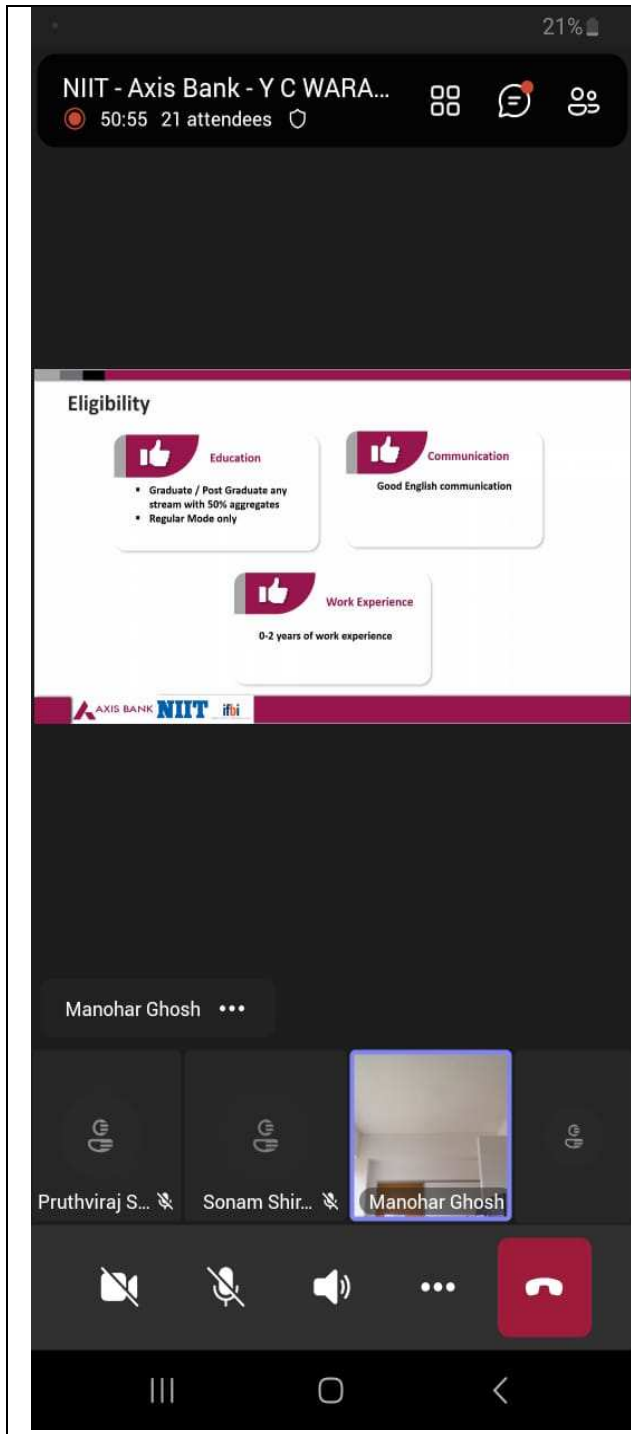 21%
NIIT - Axis Bank - Y C WARA...
50:55 21 attendees
Eligibility
Education
• Graduate / Post Graduate any
stream with 50% aggregates
• Regular Mode only
Communication
Good English communication
Work Experience
0-2 years of work experience
AXIS BANK NIIT ifbi
Manohar Ghosh •••
Pruthviraj S... Sonam Shir... Manohar Ghosh